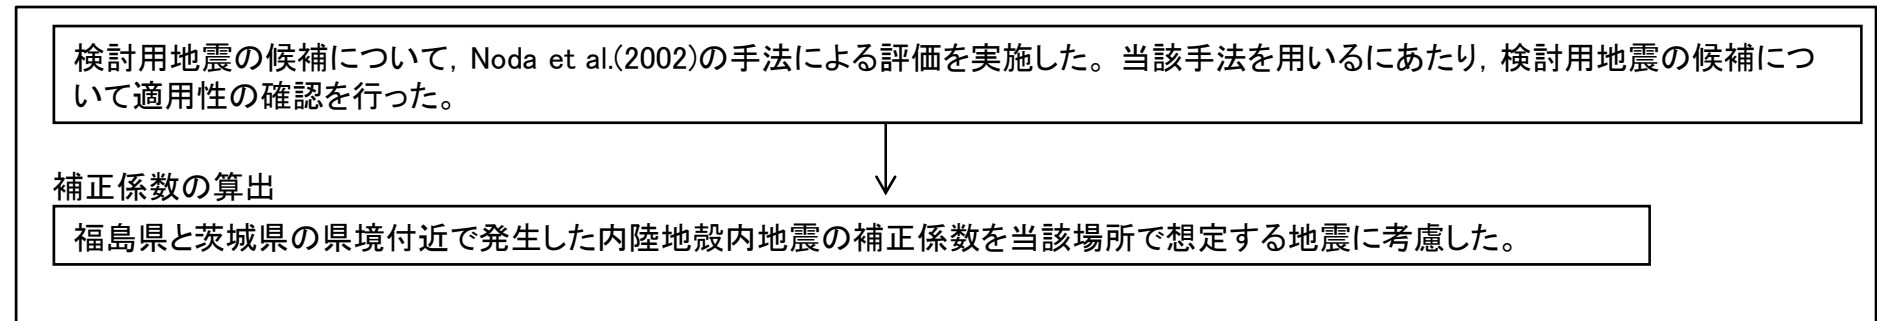 検討用地震の候補について，Noda et al.(2002)の手法による評価を実施した。当該手法を用いるにあたり，検討用地震の候補につ
いて適用性の確認を行った。
補正係数の算出
福島県と茨城県の県境付近で発生した内陸地殻内地震の補正係数を当該場所で想定する地震に考慮した。